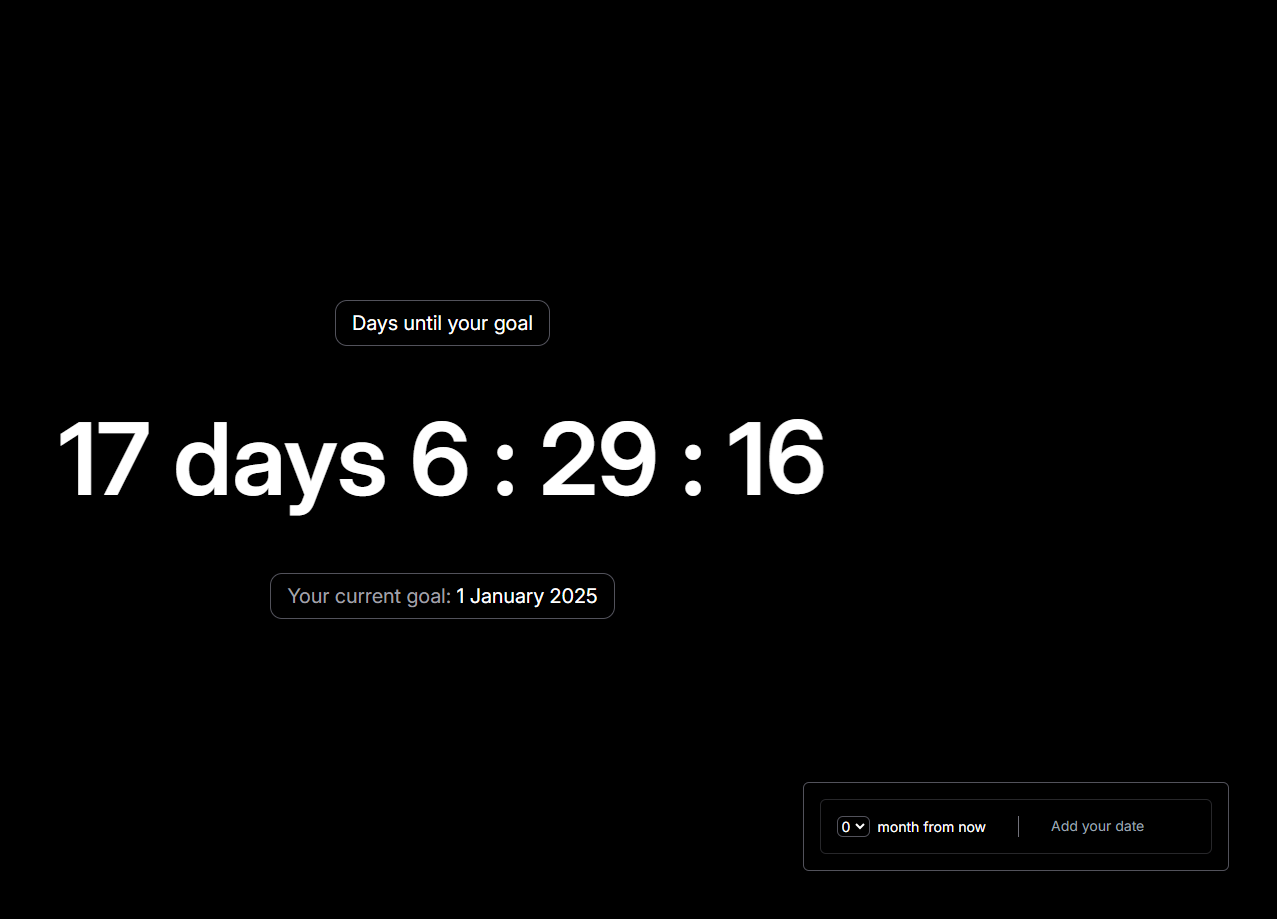 Days until your goal
17 days 6 : 29 : 16
Your current goal: 1 January 2025
0 month from now
Add your date